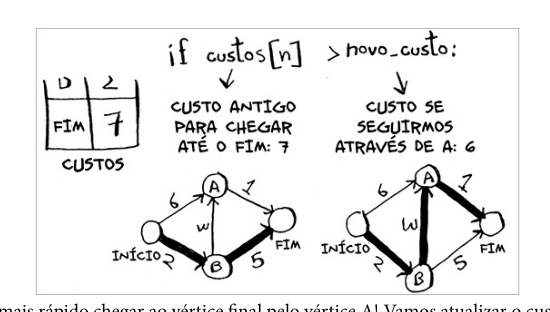 if custos[n] > novo_custo:
CUSTO ANTIGO
PARA CHEGAR
ATÉ O FIM: 7
CUSTO SE
SEGUIRMOS
ATRAVÉS DE A: 6
2
FIM 7
CUSTOS
6 A 1
3
INÍCIO 2 B 5 FIM
6 A 1
3
INÍCIO 2 B 5 FIM
mais rápido chegar ao vértice final pelo vértice A! Vamos atualizar o cus